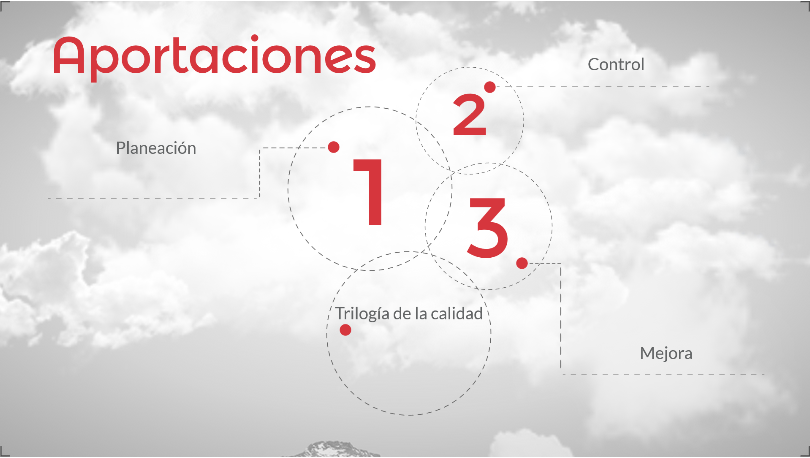 Aportaciones
Planeación
1
2
Control
3
Mejora
Trilogía de la calidad